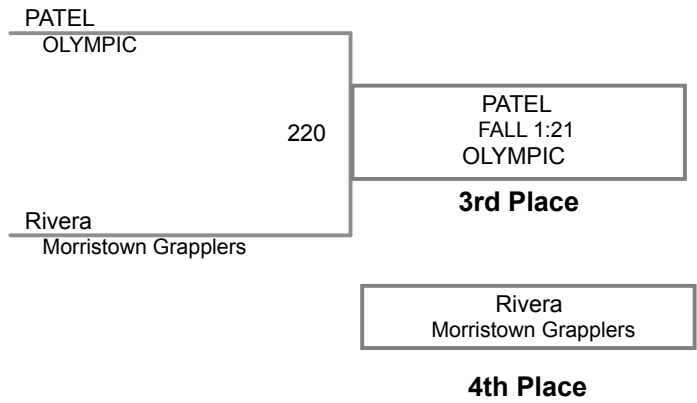 PATEL
OLYMPIC
220
PATEL
FALL 1:21
OLYMPIC
3rd Place
Rivera
Morristown Grapplers
Rivera
Morristown Grapplers
4th Place